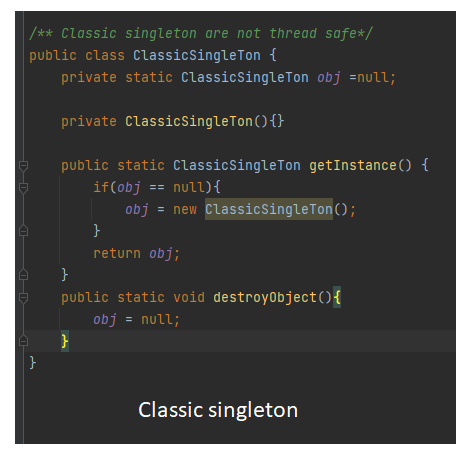 /** Classic singleton are not thread safe*/
public class ClassicSingleTon {
private static ClassicSingleTon obj =null;
private ClassicSingleTon(){}
public static ClassicSingleTon getInstance() {
if(obj == null){
obj = new ClassicSingleTon();
}
return obj;
}
public static void destroyObject(){
obj = null;
}
}
Classic singleton